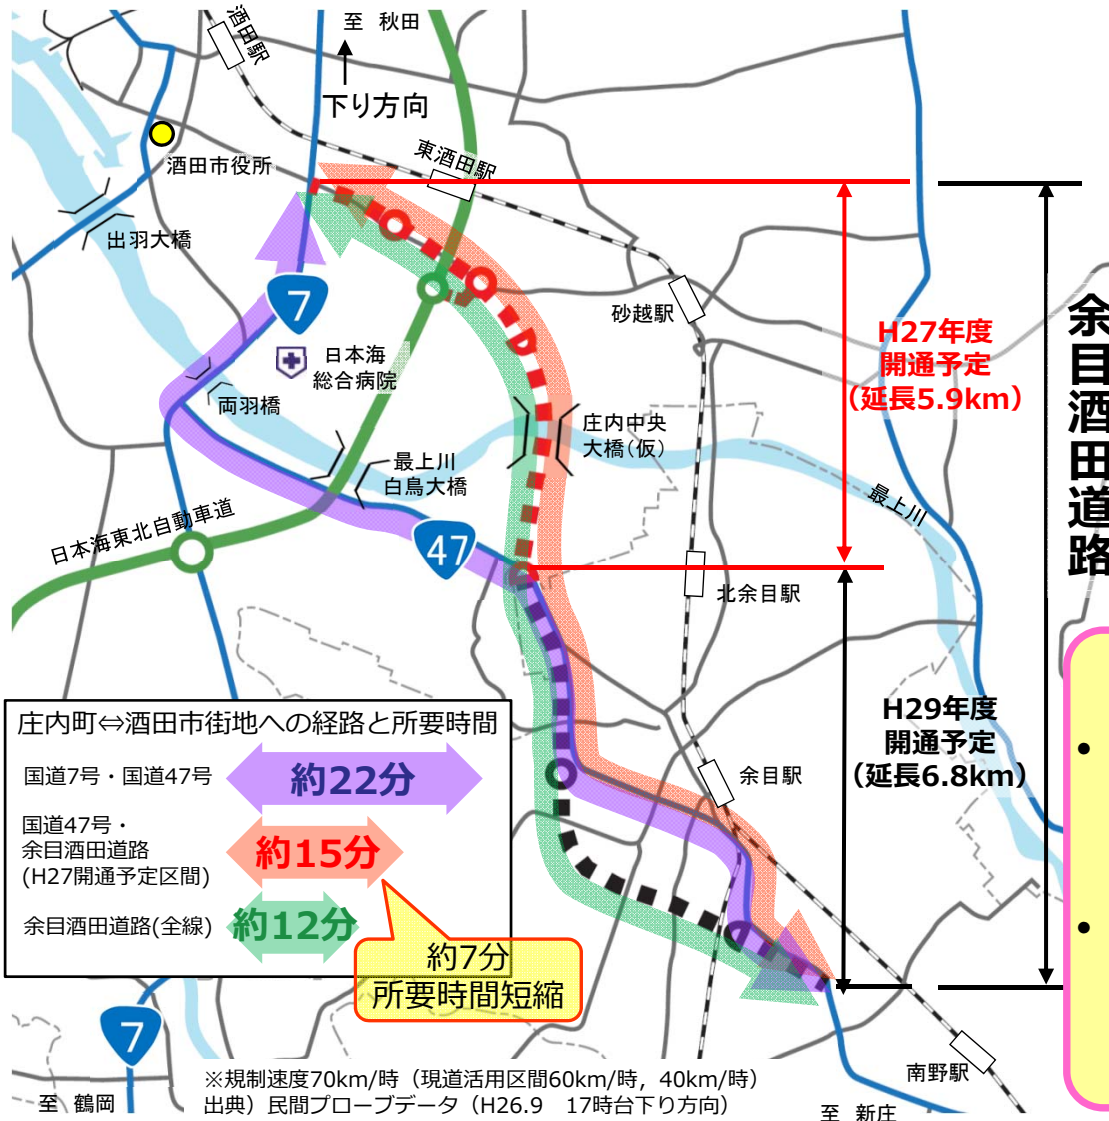 至 秋田
酒田駅
下り方向
酒田市役所
東酒田駅
出羽大橋
7
砂越駅
日本海
総合病院
両羽橋
庄内中央
大橋(仮)
最上川
白鳥大橋
最上川
日本海東北自動車道
47
北余目駅
H27年度
開通予定
(延長5.9km)
余目酒田道路
H29年度
開通予定
(延長6.8km)
余目駅
庄内町⇔酒田市街地への経路と所要時間
国道7号・国道47号
約22分
国道47号・
余目酒田道路
(H27開通予定区間)
約15分
余目酒田道路(全線)
約12分
約7分
所要時間短縮
•
•
7
至 鶴岡
南野駅
至 新庄
※規制速度70km/時（現道活用区間60km/時，40km/時）
出典）民間プローブデータ（H26.9　17時台下り方向）